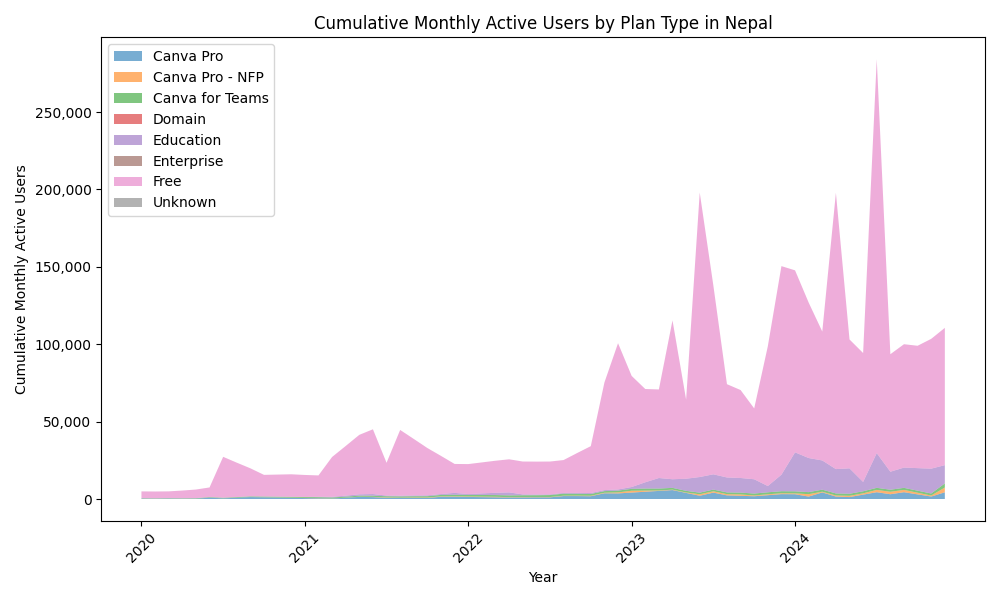 Cumulative Monthly Active Users by Plan Type in Nepal
Canva Pro
Canva Pro - NFP
Canva for Teams
Domain
Education
Enterprise
Free
Unknown
Cumulative Monthly Active Users
250,000
200,000
150,000
100,000
50,000
0
2020
2021
2022
2023
2024
Year